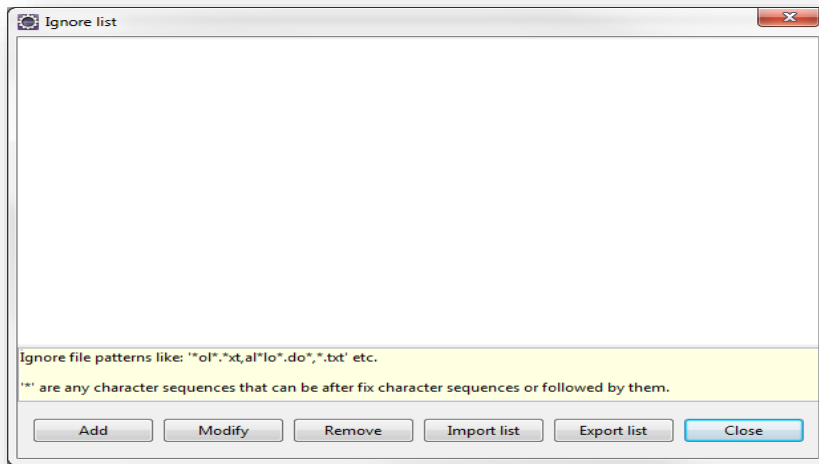 Ignore list
Ignore file patterns like: '*ol*.*xt,al*lo*.do*,*.txt' etc.
'*' are any character sequences that can be after fix character sequences or followed by them.
Add Modify Remove Import list Export list Close